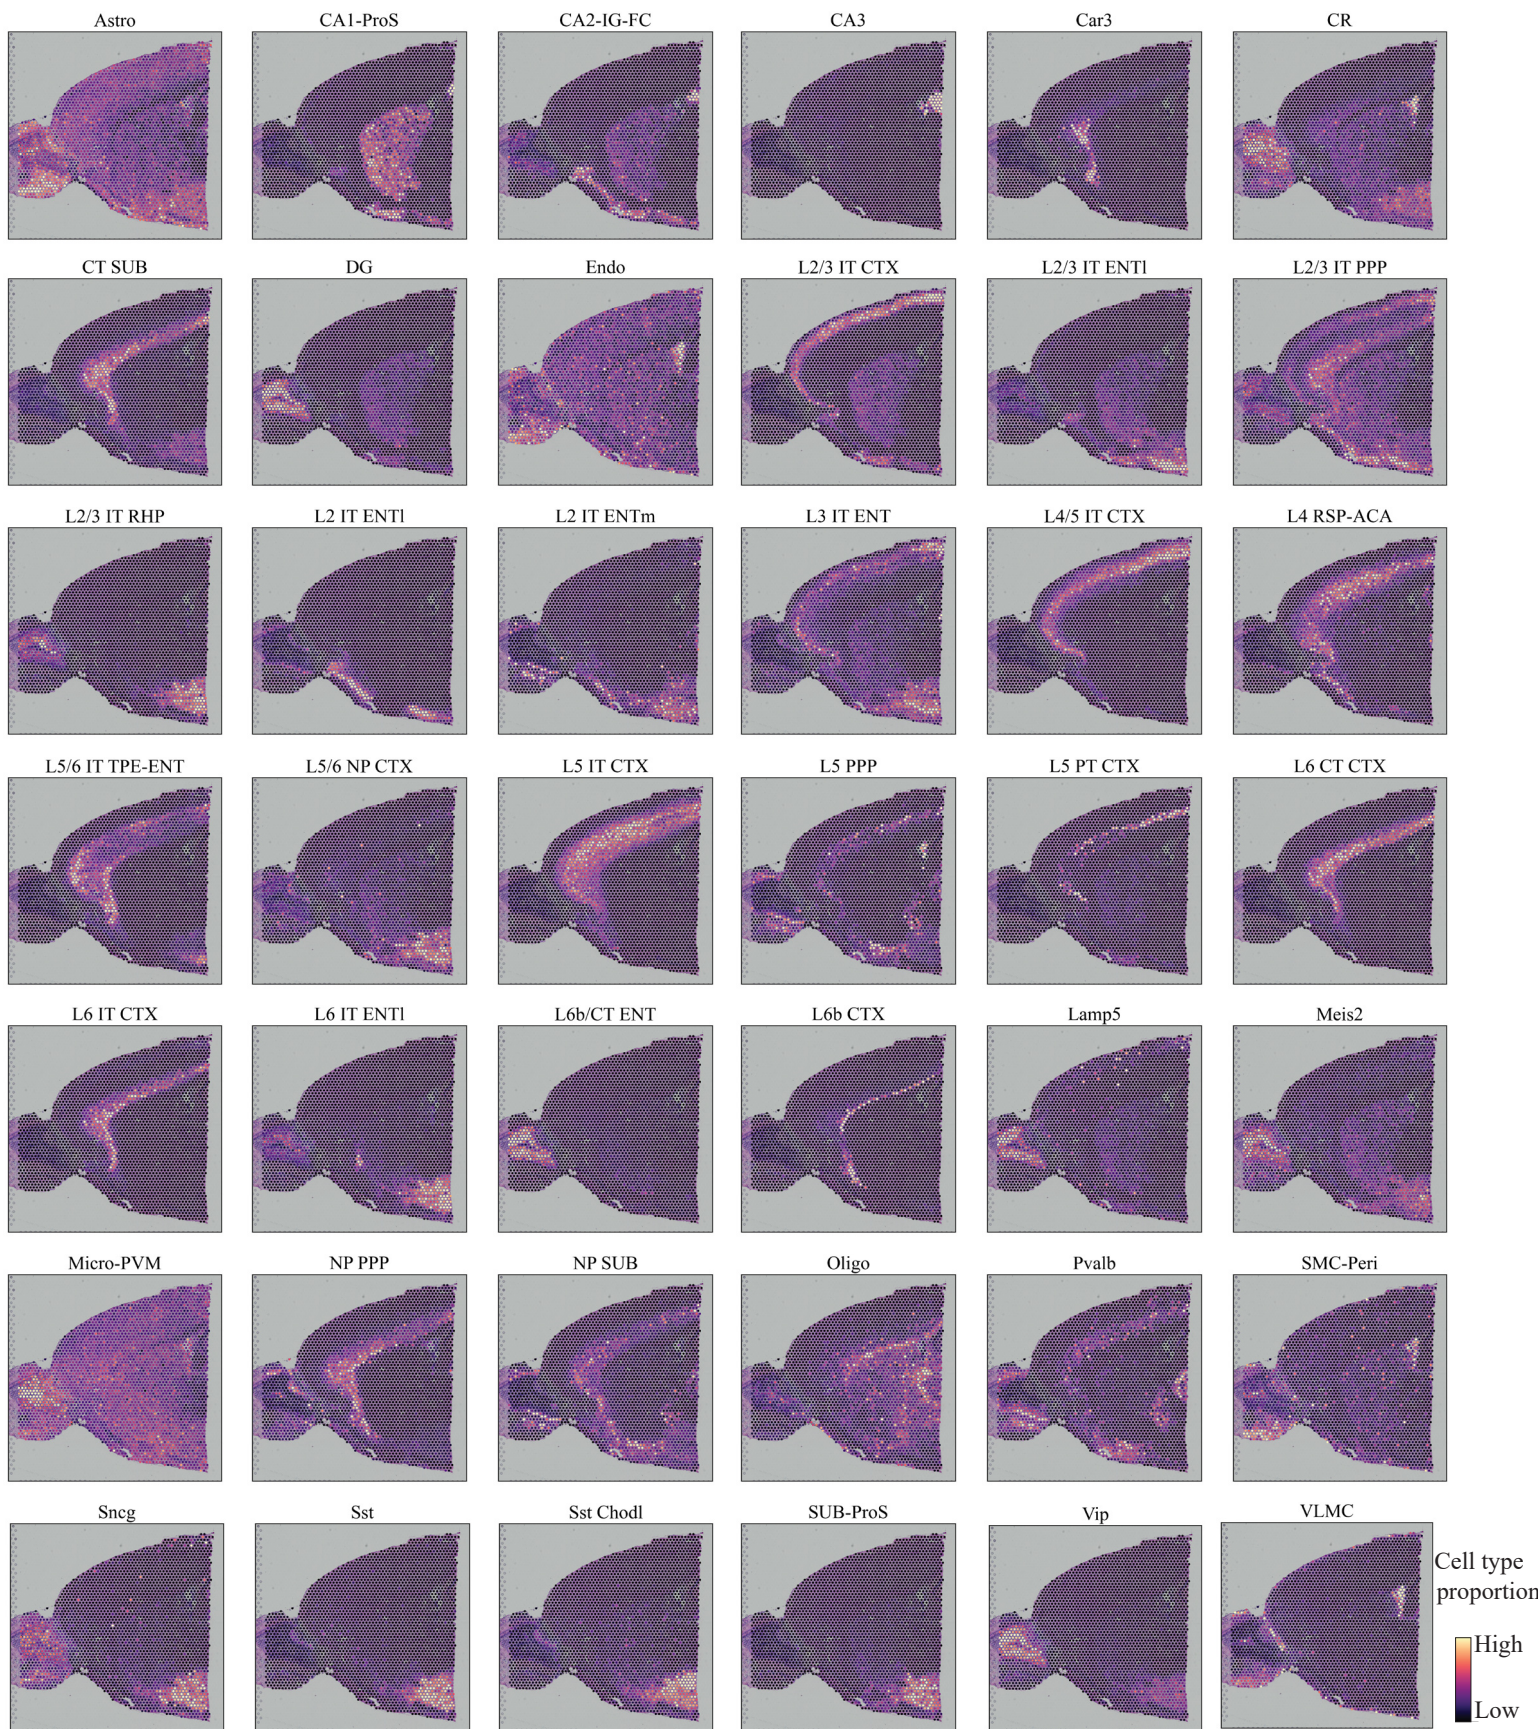 Astro
CA1-ProS
CA2-IG-FC
CA3
Car3
CR
CT SUB
DG
Endo
L2/3 IT CTX
L2/3 IT ENTl
L2/3 IT PPP
L2/3 IT RHP
L2 IT ENTl
L2 IT ENTm
L3 IT ENT
L4/5 IT CTX
L4 RSP-ACA
L5/6 IT TPE-ENT
L5/6 NP CTX
L5 IT CTX
L5 PPP
L5 PT CTX
L6 CT CTX
L6 IT CTX
L6 IT ENTl
L6b/CT ENT
L6b CTX
Lamp5
Meis2
Micro-PVM
NP PPP
NP SUB
Oligo
Pvalb
SMC-Peri
Sncg
Sst
Sst Chodl
SUB-ProS
Vip
VLMC
Cell type
proportion
High
Low